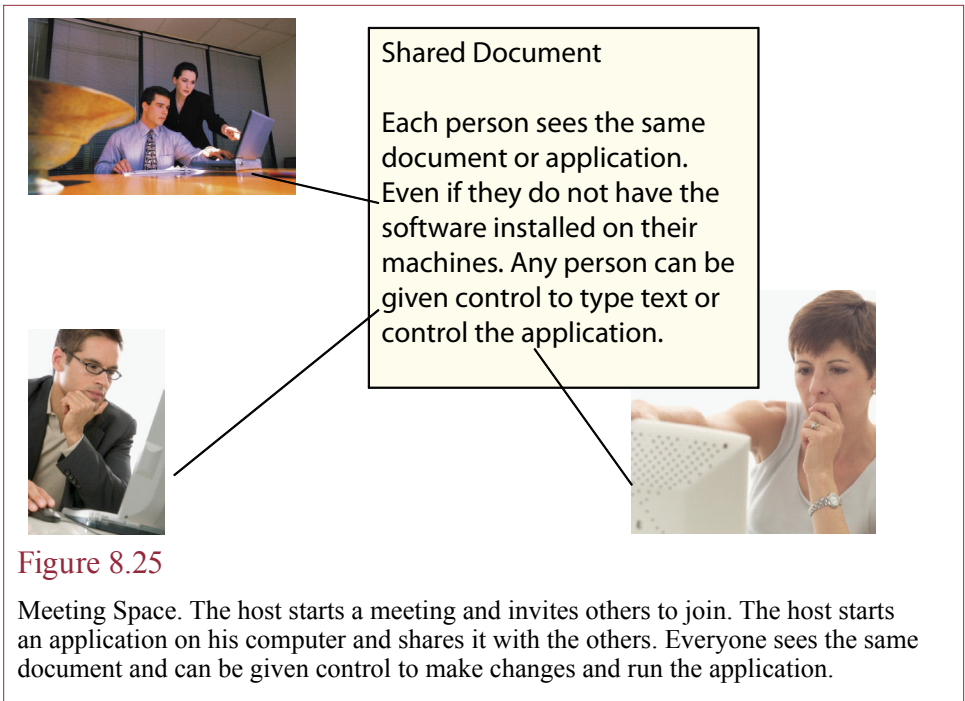 Shared Document
Each person sees the same
document or application.
Even if they do not have the
software installed on their
machines. Any person can be
given control to type text or
control the application.
Figure 8.25
Meeting Space. The host starts a meeting and invites others to join. The host starts
an application on his computer and shares it with the others. Everyone sees the same
document and can be given control to make changes and run the application.